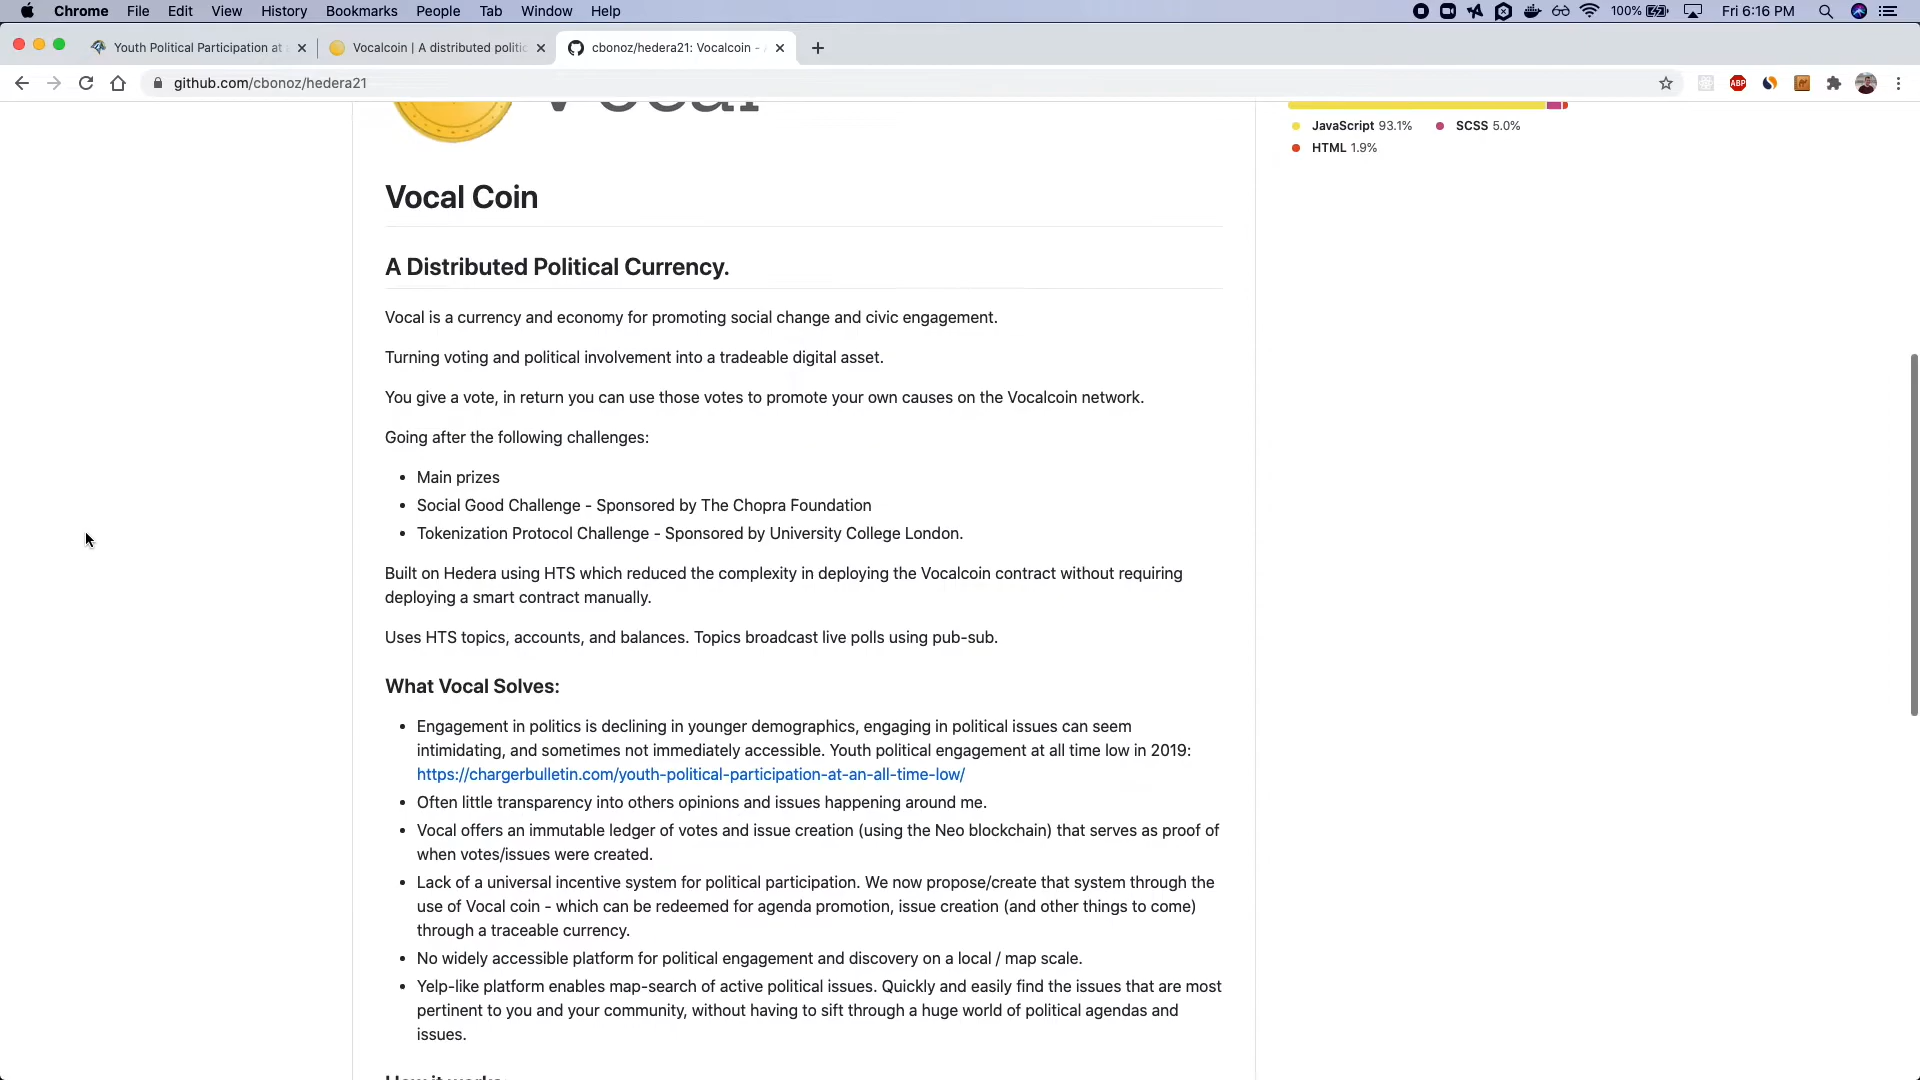 Chrome File Edit View History Bookmarks People Tab Window Help 100% Fri 6:16 PM
Youth Political Participation at Vocalcoin | A distributed politic cbonoz/hedera21: Vocalcoin -
github.com/cbonoz/hedera21 ABP
Vocal
JavaScript 93.1% SCSS 5.0%
HTML 1.9%
Vocal Coin
A Distributed Political Currency.
Vocal is a currency and economy for promoting social change and civic engagement.
Turning voting and political involvement into a tradeable digital asset.
You give a vote, in return you can use those votes to promote your own causes on the Vocalcoin network.
Going after the following challenges:
• Main prizes
• Social Good Challenge - Sponsored by The Chopra Foundation
• Tokenization Protocol Challenge - Sponsored by University College London.
Built on Hedera using HTS which reduced the complexity in deploying the Vocalcoin contract without requiring
deploying a smart contract manually.
Uses HTS topics, accounts, and balances. Topics broadcast live polls using pub-sub.
What Vocal Solves:
• Engagement in politics is declining in younger demographics, engaging in political issues can seem
intimidating, and sometimes not immediately accessible. Youth political engagement at all time low in 2019:
https://chargerbulletin.com/youth-political-participation-at-an-all-time-low/
• Often little transparency into others opinions and issues happening around me.
• Vocal offers an immutable ledger of votes and issue creation (using the Neo blockchain) that serves as proof of
when votes/issues were created.
• Lack of a universal incentive system for political participation. We now propose/create that system through the
use of Vocal coin - which can be redeemed for agenda promotion, issue creation (and other things to come)
through a traceable currency.
• No widely accessible platform for political engagement and discovery on a local / map scale.
• Yelp-like platform enables map-search of active political issues. Quickly and easily find the issues that are most
pertinent to you and your community, without having to sift through a huge world of political agendas and
issues.
How it works: